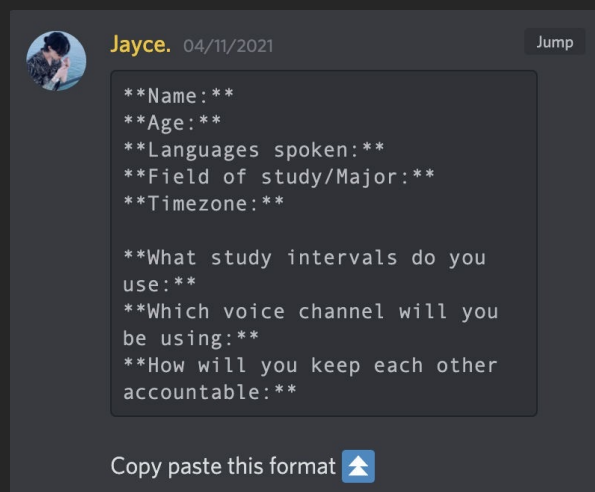 Jayce. 04/11/2021 Jump
**Name:**
**Age:**
**Languages spoken:**
**Field of study/Major:**
**Timezone:**
**What study intervals do you
use:**
**Which voice channel will you
be using:**
**How will you keep each other
accountable:**
Copy paste this format